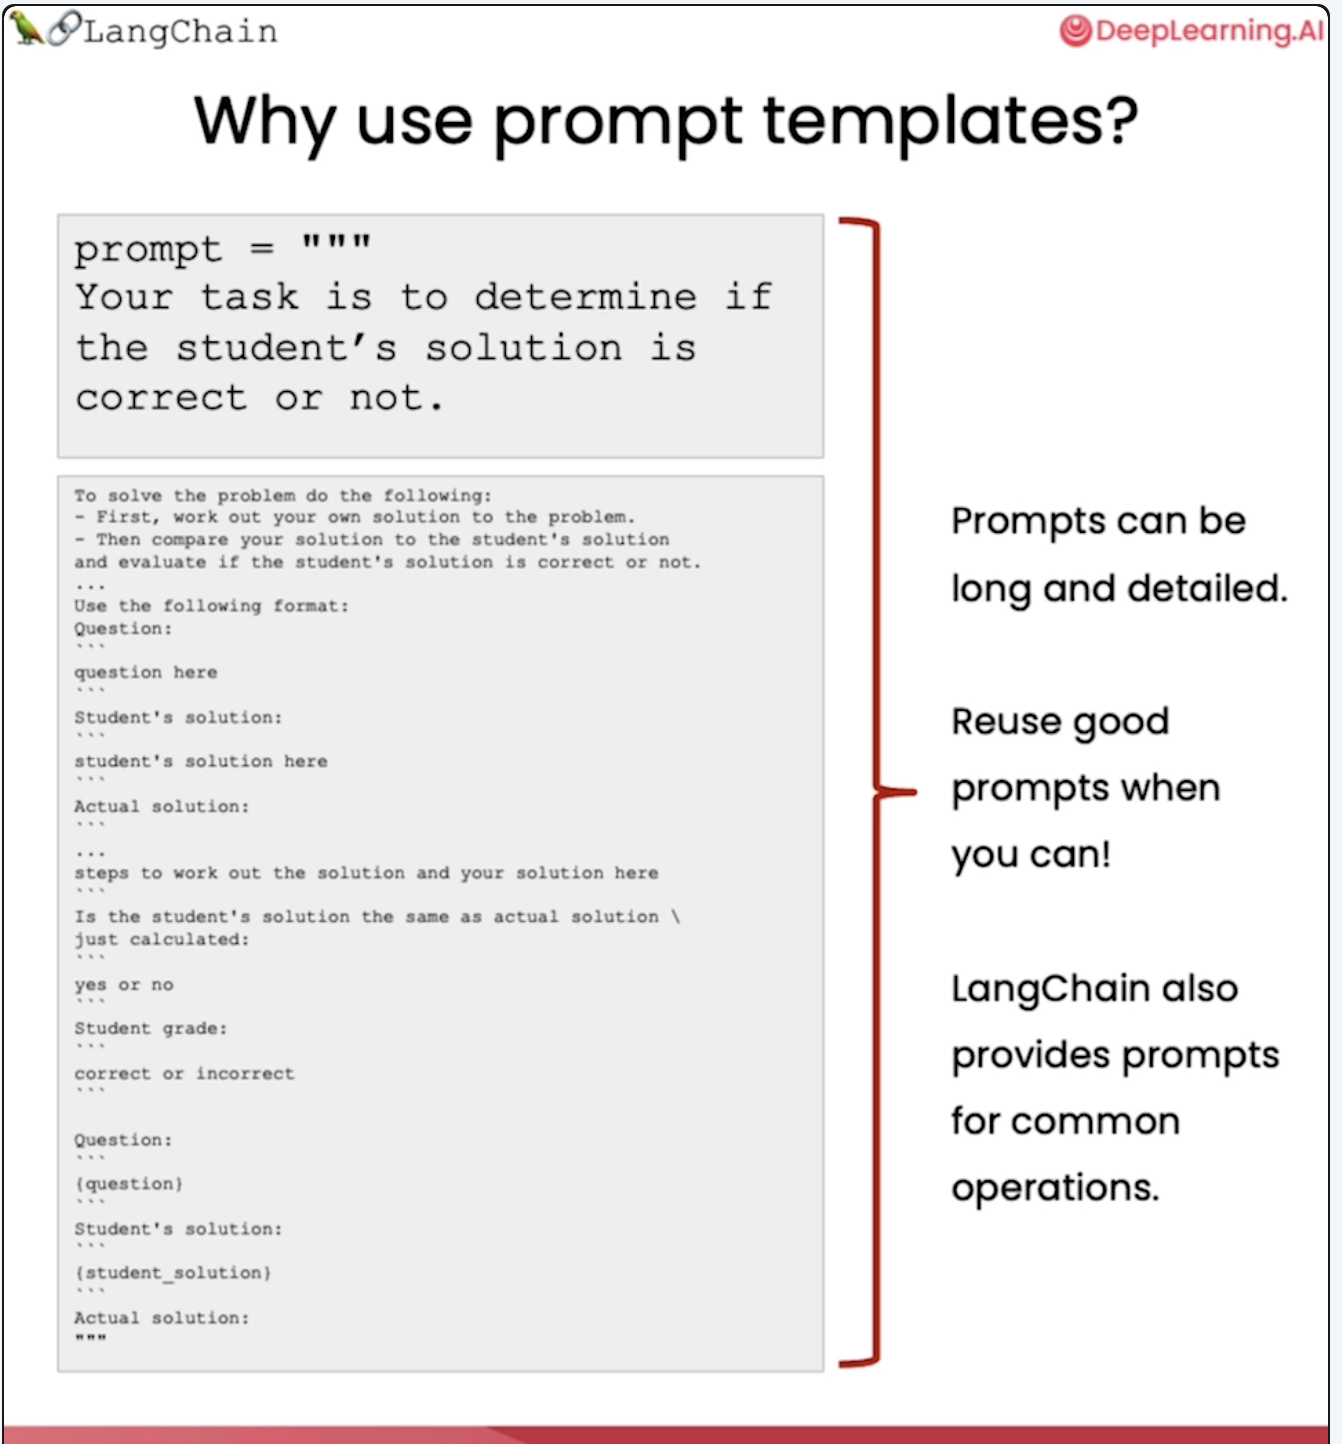 LangChain
DeepLearning.AI
Why use prompt templates?
prompt = """
Your task is to determine if
the student’s solution is
correct or not.
To solve the problem do the following:
- First, work out your own solution to the problem.
- Then compare your solution to the student's solution
and evaluate if the student's solution is correct or not.
...
Use the following format:
Question:
```
question here
```
Student's solution:
```
student's solution here
```
Actual solution:
```
...
steps to work out the solution and your solution here
```
Is the student's solution the same as actual solution \
just calculated:
```
yes or no
```
Student grade:
```
correct or incorrect
```
Question:
```
{question}
```
Student's solution:
```
{student_solution}
```
Actual solution:
"""
Prompts can be
long and detailed.
Reuse good
prompts when
you can!
LangChain also
provides prompts
for common
operations.